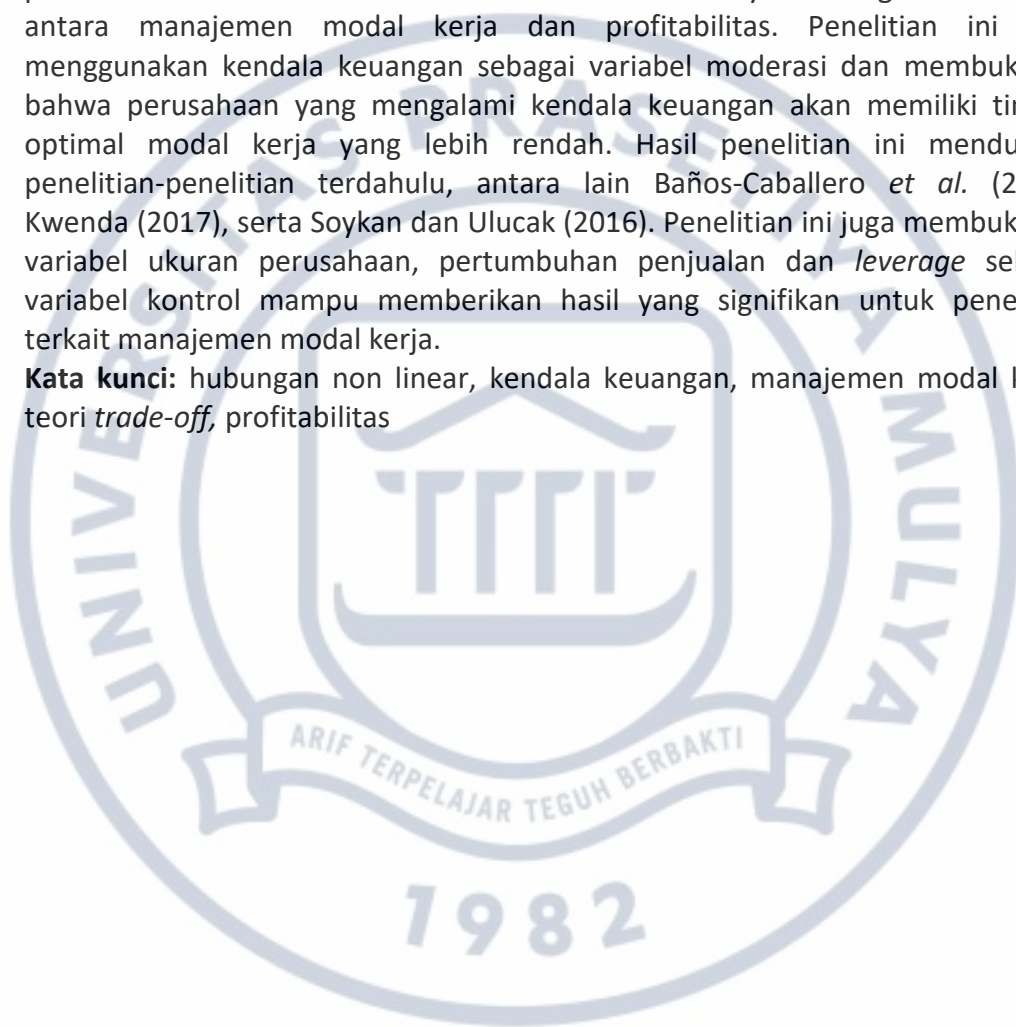 antara manajemen modal kerja dan profitabilitas. Penelitian ini
menggunakan kendala keuangan sebagai variabel moderasi dan membuk
bahwa perusahaan yang mengalami kendala keuangan akan memiliki tin
optimal modal kerja yang lebih rendah. Hasil penelitian ini mendu
penelitian-penelitian terdahulu, antara lain Baños-Caballero et al. (2
Kwenda (2017), serta Soykan dan Ulucak (2016). Penelitian ini juga membuk
variabel ukuran perusahaan, pertumbuhan penjualan dan leverage se
variabel kontrol mampu memberikan hasil yang signifikan untuk pene
terkait manajemen modal kerja.
Kata kunci: hubungan non linear, kendala keuangan, manajemen modal
teori trade-off, profitabilitas
UNIVERSITAS PRASETIYA MULYA
ARIF TERPELAJAR TEGUH BERBAKTI
1982